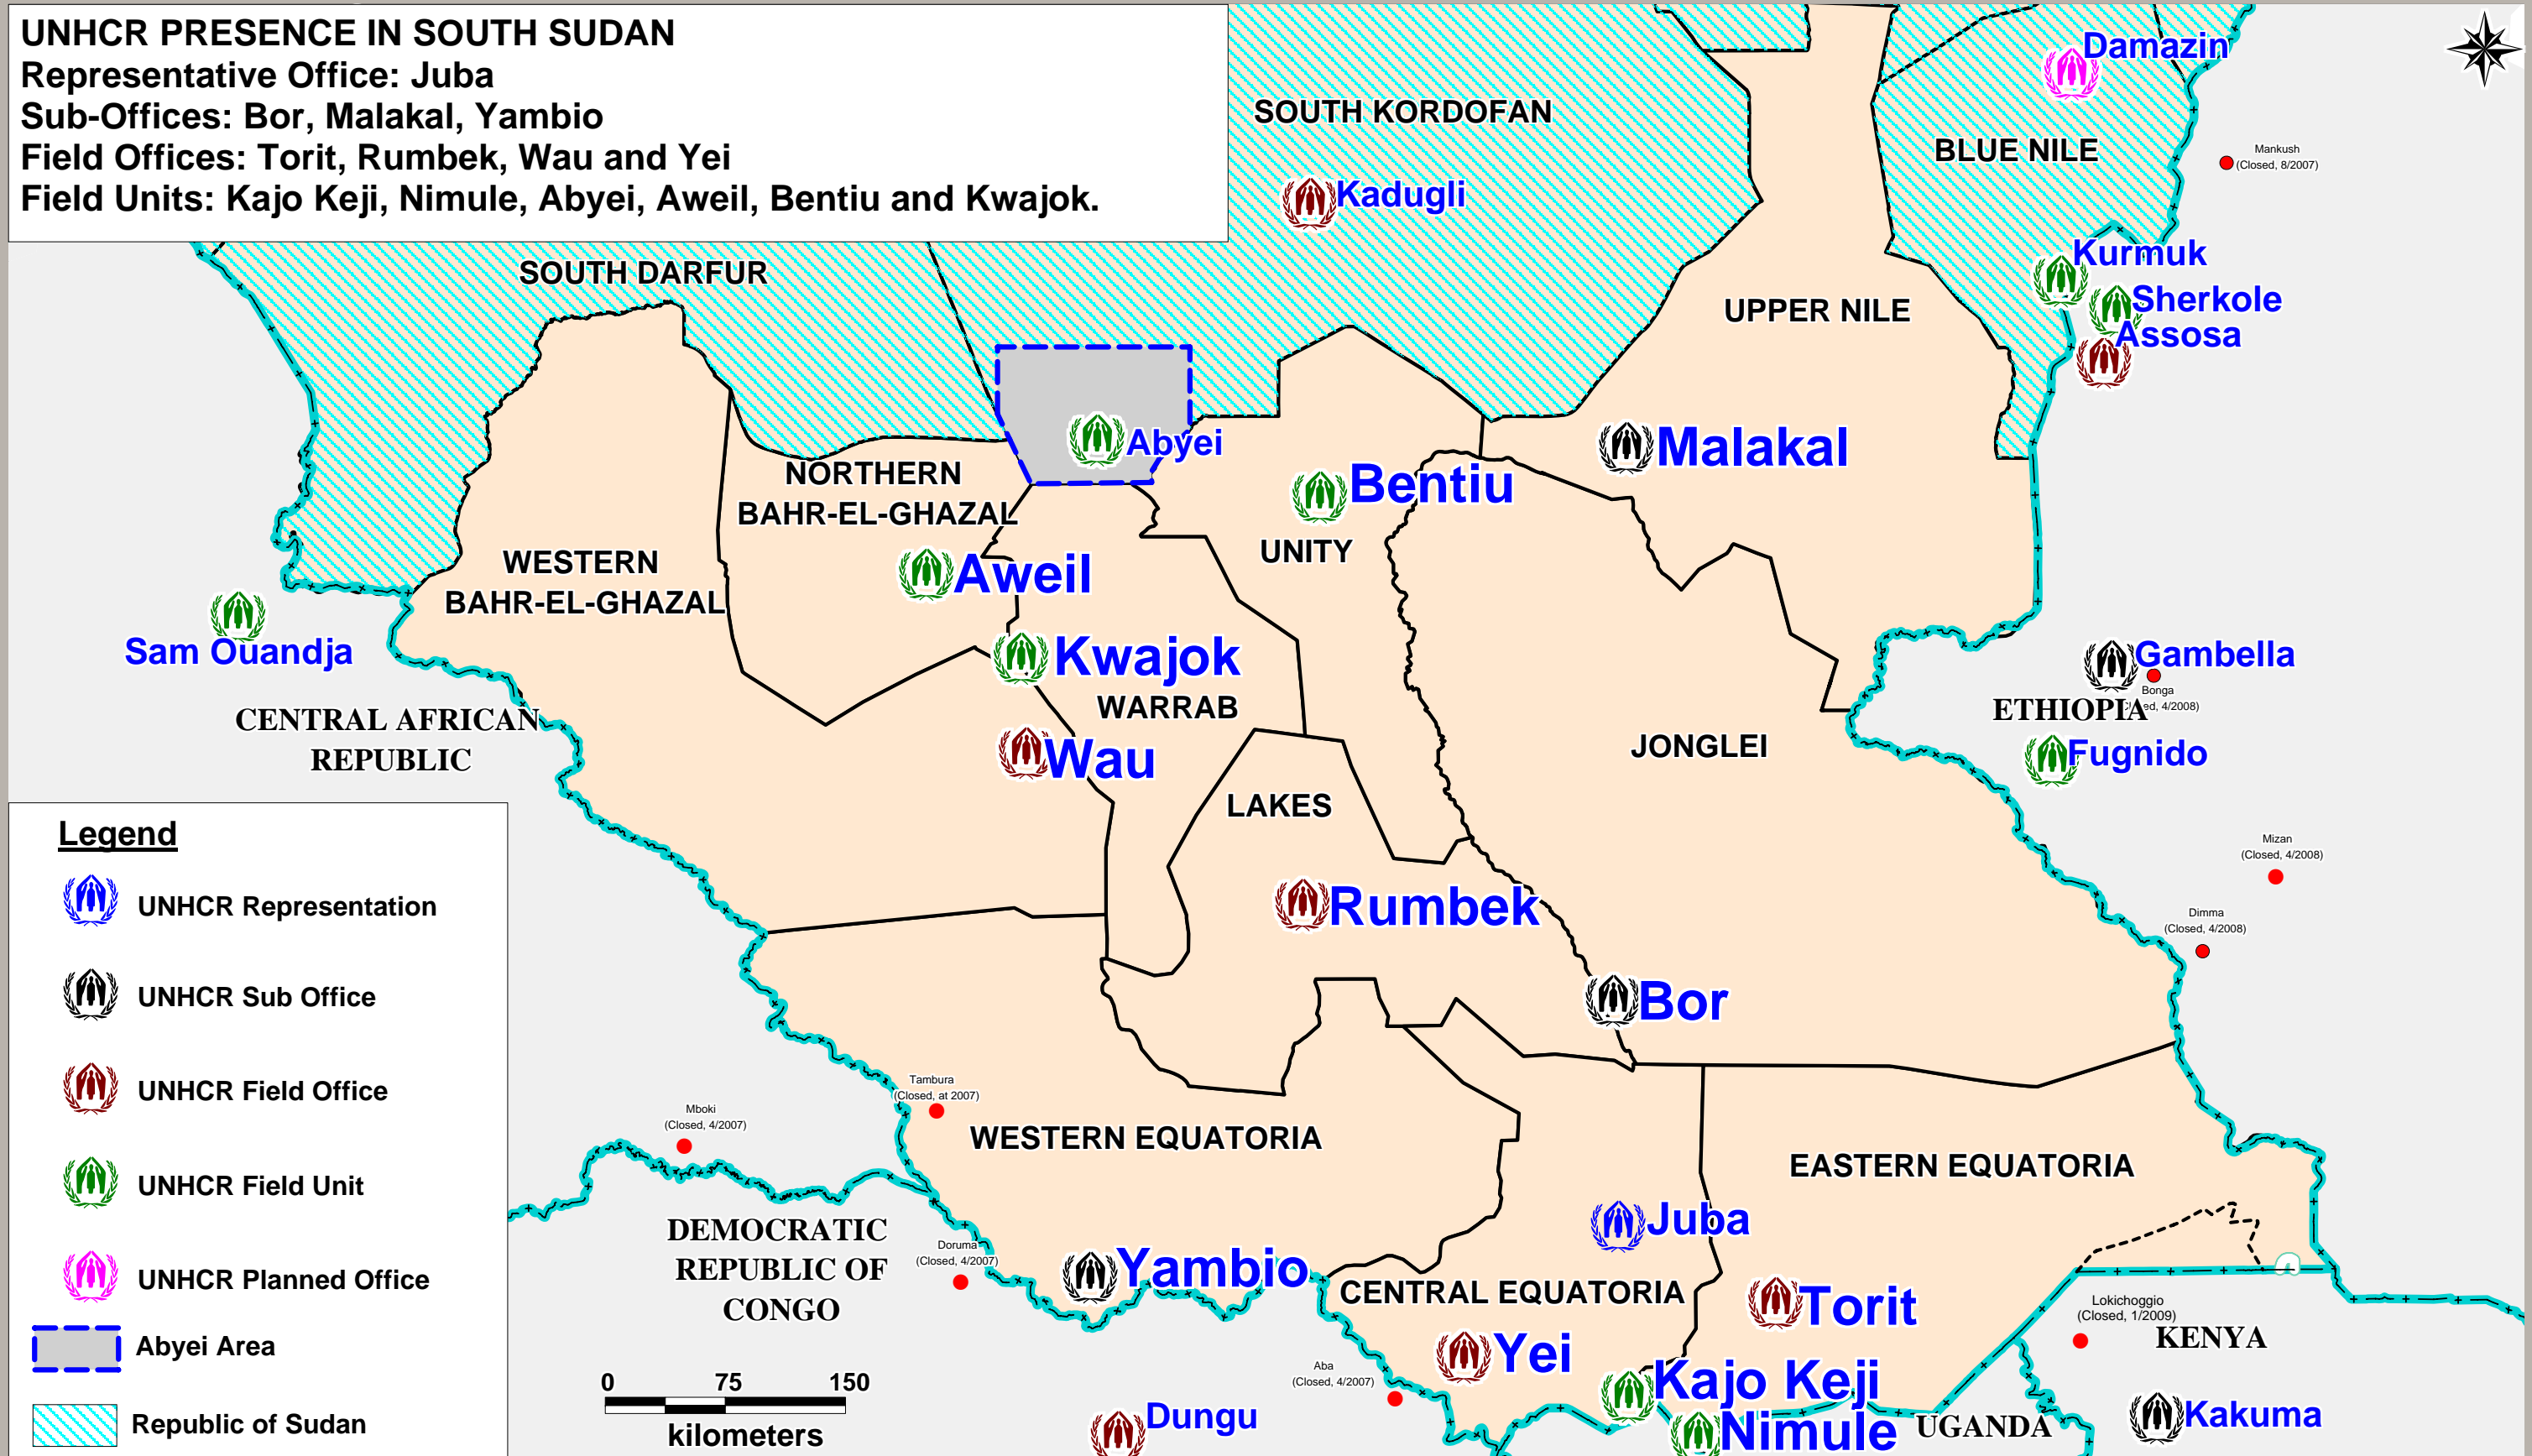 UNHCR PRESENCE IN SOUTH SUDAN
Representative Office: Juba
Sub-Offices: Bor, Malakal, Yambio
Field Offices: Torit, Rumbek, Wau and Yei
Field Units: Kajo Keji, Nimule, Abyei, Aweil, Bentiu and Kwajok.
Damazin
SOUTH KORDOFAN
BLUE NILE
Mankush
(Closed, 8/2007)
Kadugli
Kurmuk
SOUTH DARFUR
Sherkole
UPPER NILE
Assosa
Abyei
Malakal
NORTHERN
BAHR-EL-GHAZAL
Bentiu
UNITY
WESTERN
BAHR-EL-GHAZAL
Aweil
Sam Ouandja
Kwajok
Gambella
Bonga
4/2008)
WARRAB
ETHIOPIA
CENTRAL AFRICAN
REPUBLIC
JONGLEI
Fugnido
Wau
LAKES
Mizan
(Closed, 4/2008)
Rumbek
Dimma
(Closed, 4/2008)
Bor
Tambura
(Closed, at 2007)
Mboki
(Closed, 4/2007)
WESTERN EQUATORIA
EASTERN EQUATORIA
Juba
DEMOCRATIC
REPUBLIC OF
CONGO
Doruma
(Closed, 4/2007)
Yambio
CENTRAL EQUATORIA
Torit
Lokichoggio
(Closed, 1/2009)
KENYA
Yei
Aba
(Closed, 4/2007)
Kajo Keji
Nimule
UGANDA
Kakuma
Dungu
Legend
UNHCR Representation
UNHCR Sub Office
UNHCR Field Office
UNHCR Field Unit
UNHCR Planned Office
Abyei Area
Republic of Sudan
0 75 150
kilometers